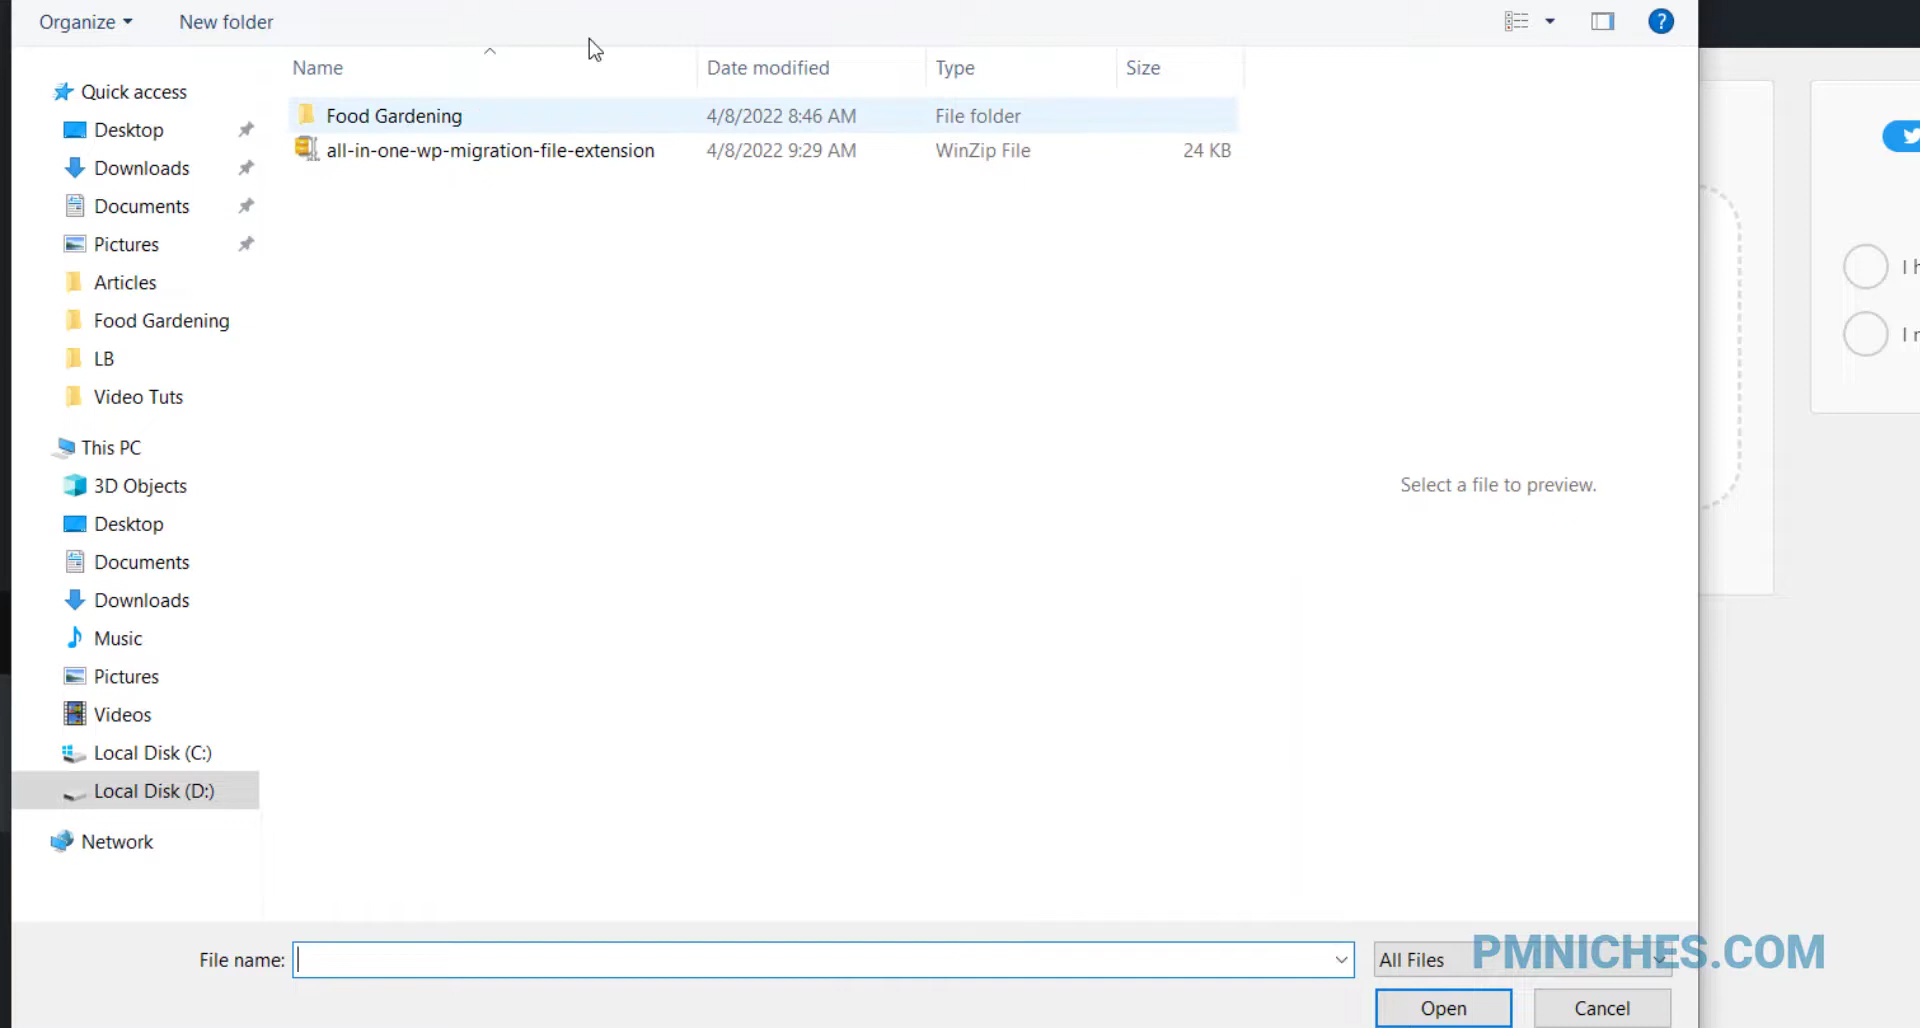 Organize
New folder
?
Name
Date modified
Type
Size
Food Gardening
4/8/2022 8:46 AM
File folder
all-in-one-wp-migration-file-extension
4/8/2022 9:29 AM
WinZip File
24 KB
Quick access
Desktop
Downloads
Documents
Pictures
Articles
Food Gardening
LB
Video Tuts
This PC
3D Objects
Desktop
Documents
Downloads
Music
Pictures
Videos
Local Disk (C:)
Local Disk (D:)
Network
Select a file to preview.
I
I
File name:
All Files
PMNICHES.COM
Open
Cancel